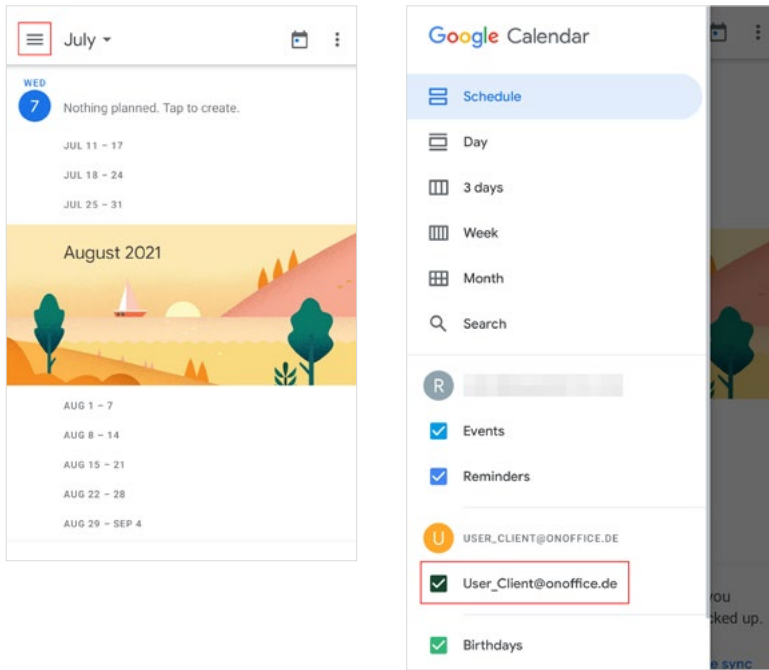 July
WED
7
Nothing planned. Tap to create.
JUL 11 – 17
JUL 18 – 24
JUL 25 – 31
August 2021
AUG 1 – 7
AUG 8 – 14
AUG 15 – 21
AUG 22 – 28
AUG 29 – SEP 4
Google Calendar
Schedule
Day
3 days
Week
Month
Search
R
Events
Reminders
U USER_CLIENT@ONOFFICE.DE
User_Client@onoffice.de
Birthdays
you
ked up.
e sync